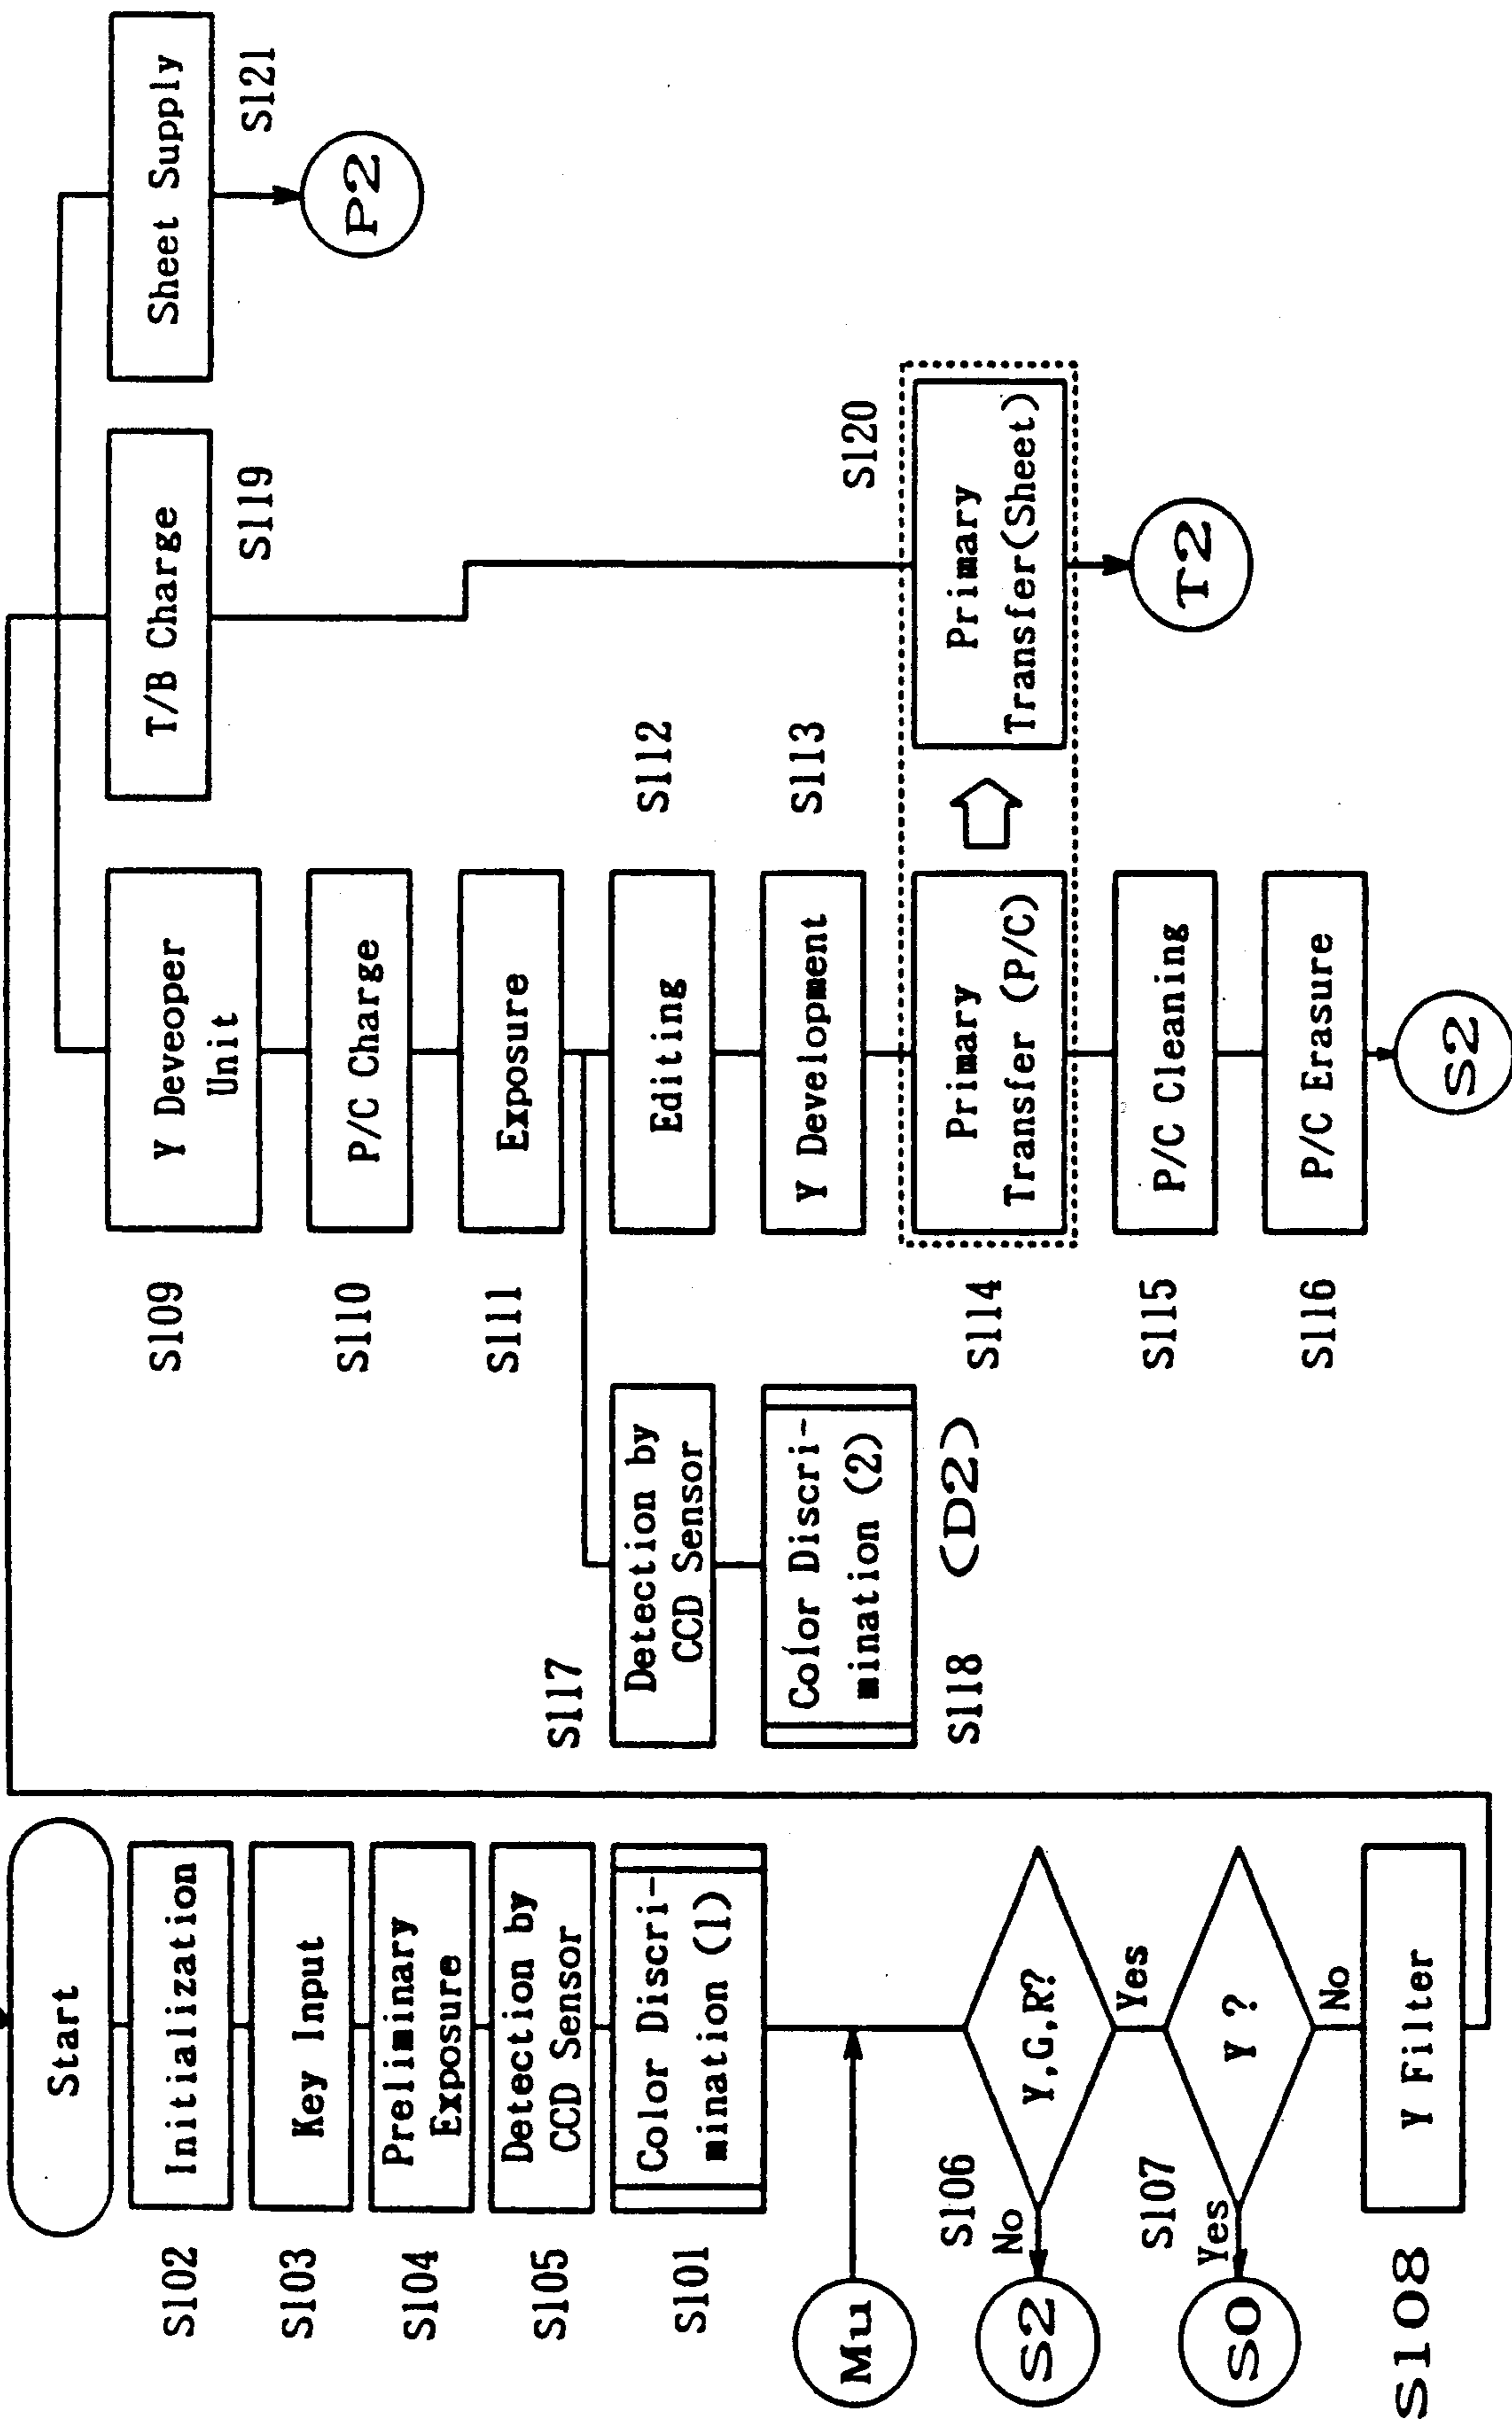 Start
S102
Initialization
S103
Key Input
S104
Preliminary
Exposure
S105
Detection by
CCD Sensor
S101
Color Discri-
mination (1)
Mu
S106
Y,G,R?
No
S2
Yes
S107
Y ?
Yes
S0
No
S108
Y Filter
S109
Y Deveoper
Unit
S110
P/C Charge
S111
Exposure
S117
Detection by
CCD Sensor
S118
Color Discri-
mination (2)
(D2)
Editing
S112
Y Development
S113
S114
Primary
Transfer (P/C)
S115
P/C Cleaning
S116
P/C Erasure
S2
T/B Charge
S119
S120
Primary
Transfer(Sheet)
T2
Sheet Supply
S121
P2